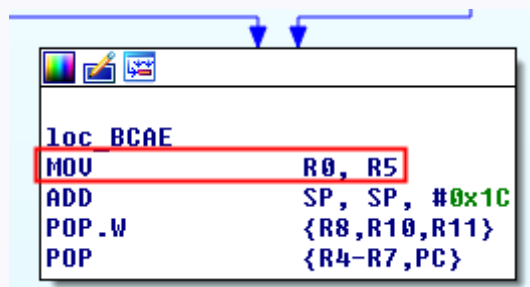 loc_BCAE
MOV R0, R5
ADD SP, SP, #0x1C
POP.W {R8,R10,R11}
POP {R4-R7,PC}